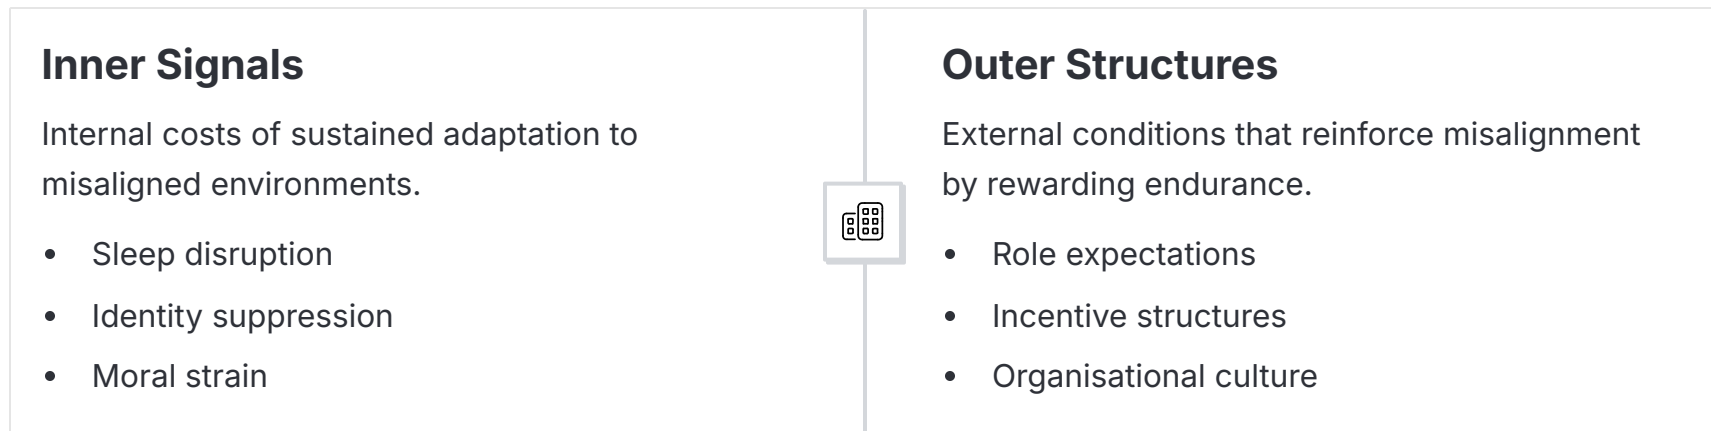 Inner Signals
Internal costs of sustained adaptation to
misaligned environments.
• Sleep disruption
• Identity suppression
• Moral strain
Outer Structures
External conditions that reinforce misalignment
by rewarding endurance.
• Role expectations
• Incentive structures
• Organisational culture